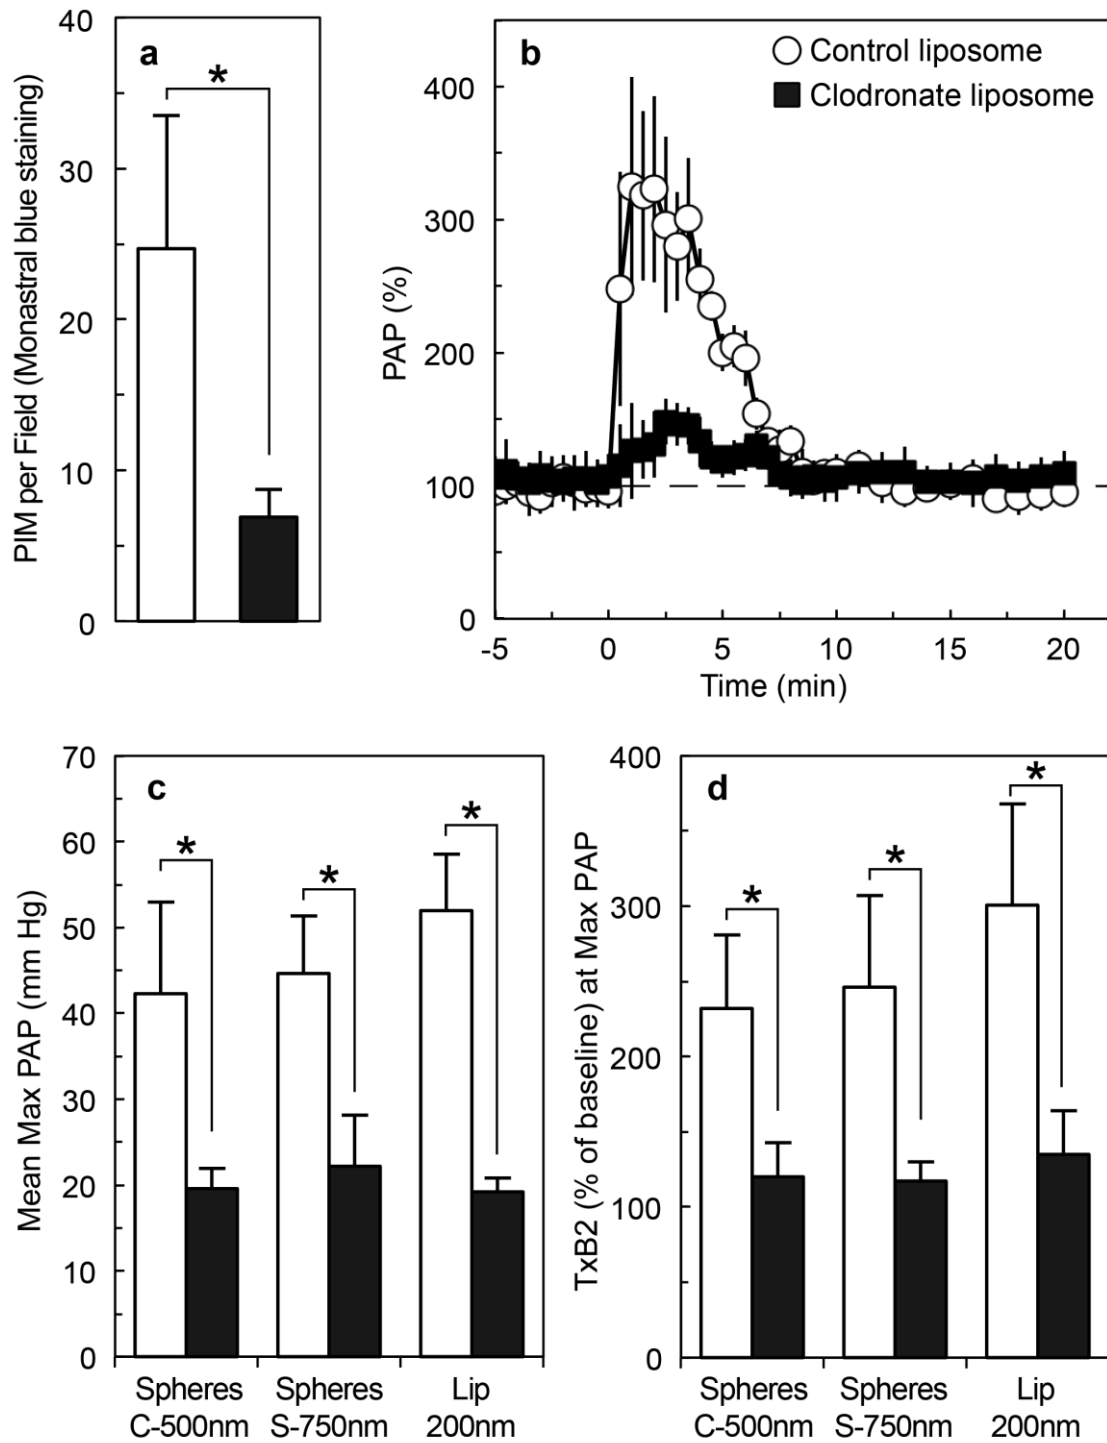 a
*
PIM per Field (Monastral blue staining)
40
30
20
10
0
b
Control liposome
Clodronate liposome
PAP (%)
400
300
200
100
0
-5 0 5 10 15 20
Time (min)
c
* * *
Mean Max PAP (mm Hg)
70
60
50
40
30
20
10
0
Spheres Spheres Lip
C-500nm S-750nm 200nm
d
* * *
TxB2 (% of baseline) at Max PAP
400
300
200
100
0
Spheres Spheres Lip
C-500nm S-750nm 200nm